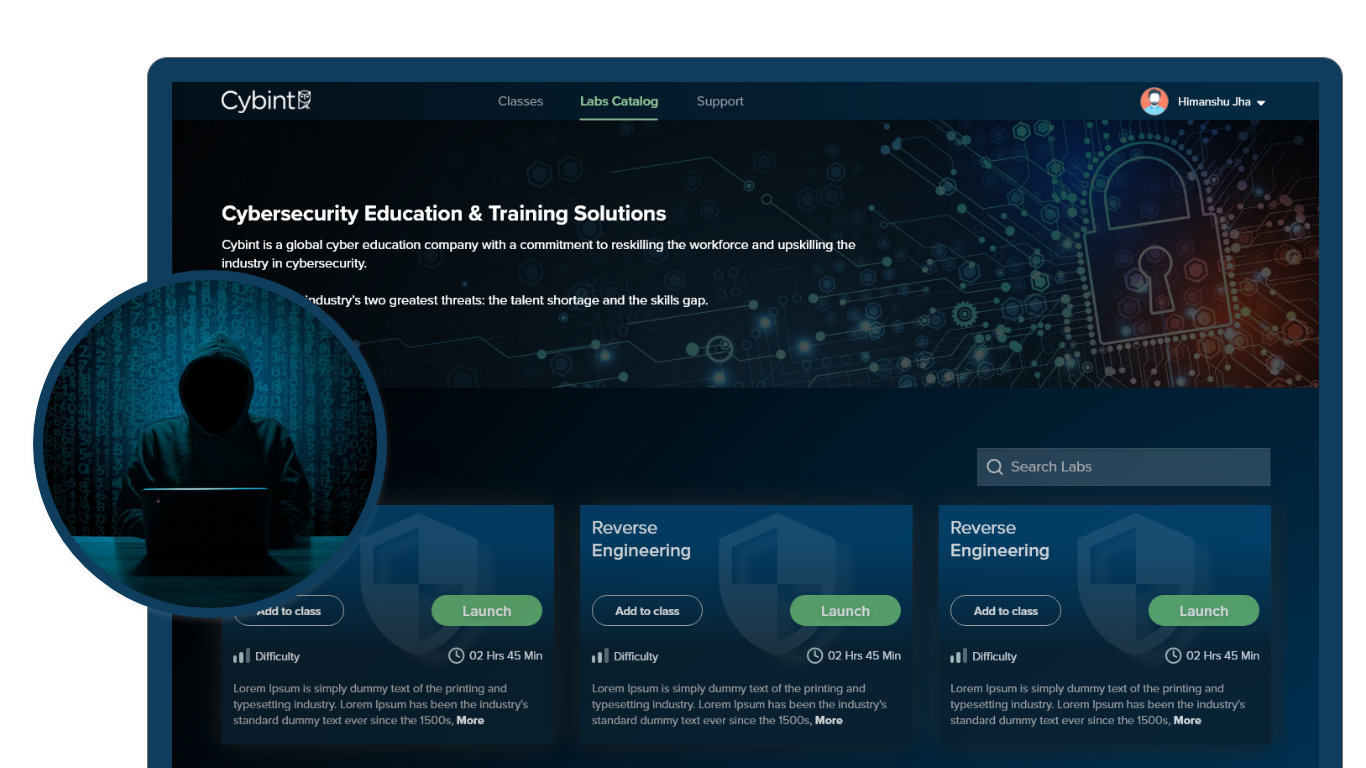 Cybint
Classes
Labs Catalog
Support
Himanshu Jha
Cybersecurity Education & Training Solutions
Cybint is a global cyber education company with a commitment to reskilling the workforce and upskilling the
industry in cybersecurity.
industry's two greatest threats: the talent shortage and the skills gap.
Search Labs
Add to class
Launch
Difficulty
02 Hrs 45 Min
Lorem Ipsum is simply dummy text of the printing and
typesetting industry. Lorem Ipsum has been the industry's
standard dummy text ever since the 1500s, More
Reverse
Engineering
Add to class
Launch
Difficulty
02 Hrs 45 Min
Lorem Ipsum is simply dummy text of the printing and
typesetting industry. Lorem Ipsum has been the industry's
standard dummy text ever since the 1500s, More
Reverse
Engineering
Add to class
Launch
Difficulty
02 Hrs 45 Min
Lorem Ipsum is simply dummy text of the printing and
typesetting industry. Lorem Ipsum has been the industry's
standard dummy text ever since the 1500s, More